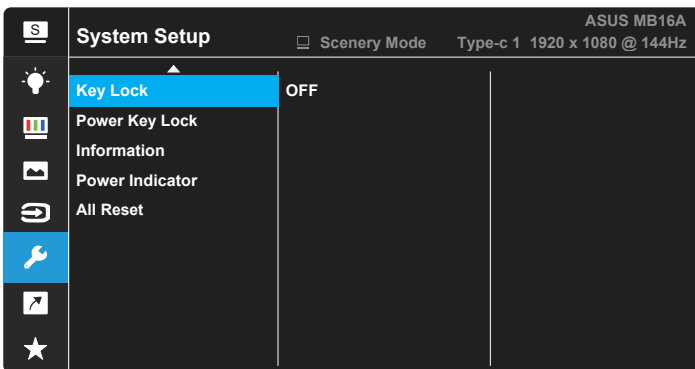 S
ASUS MB16A
System Setup
Scenery Mode Type-c 1 1920 x 1080 @ 144Hz
Key Lock OFF
Power Key Lock
Information
Power Indicator
All Reset